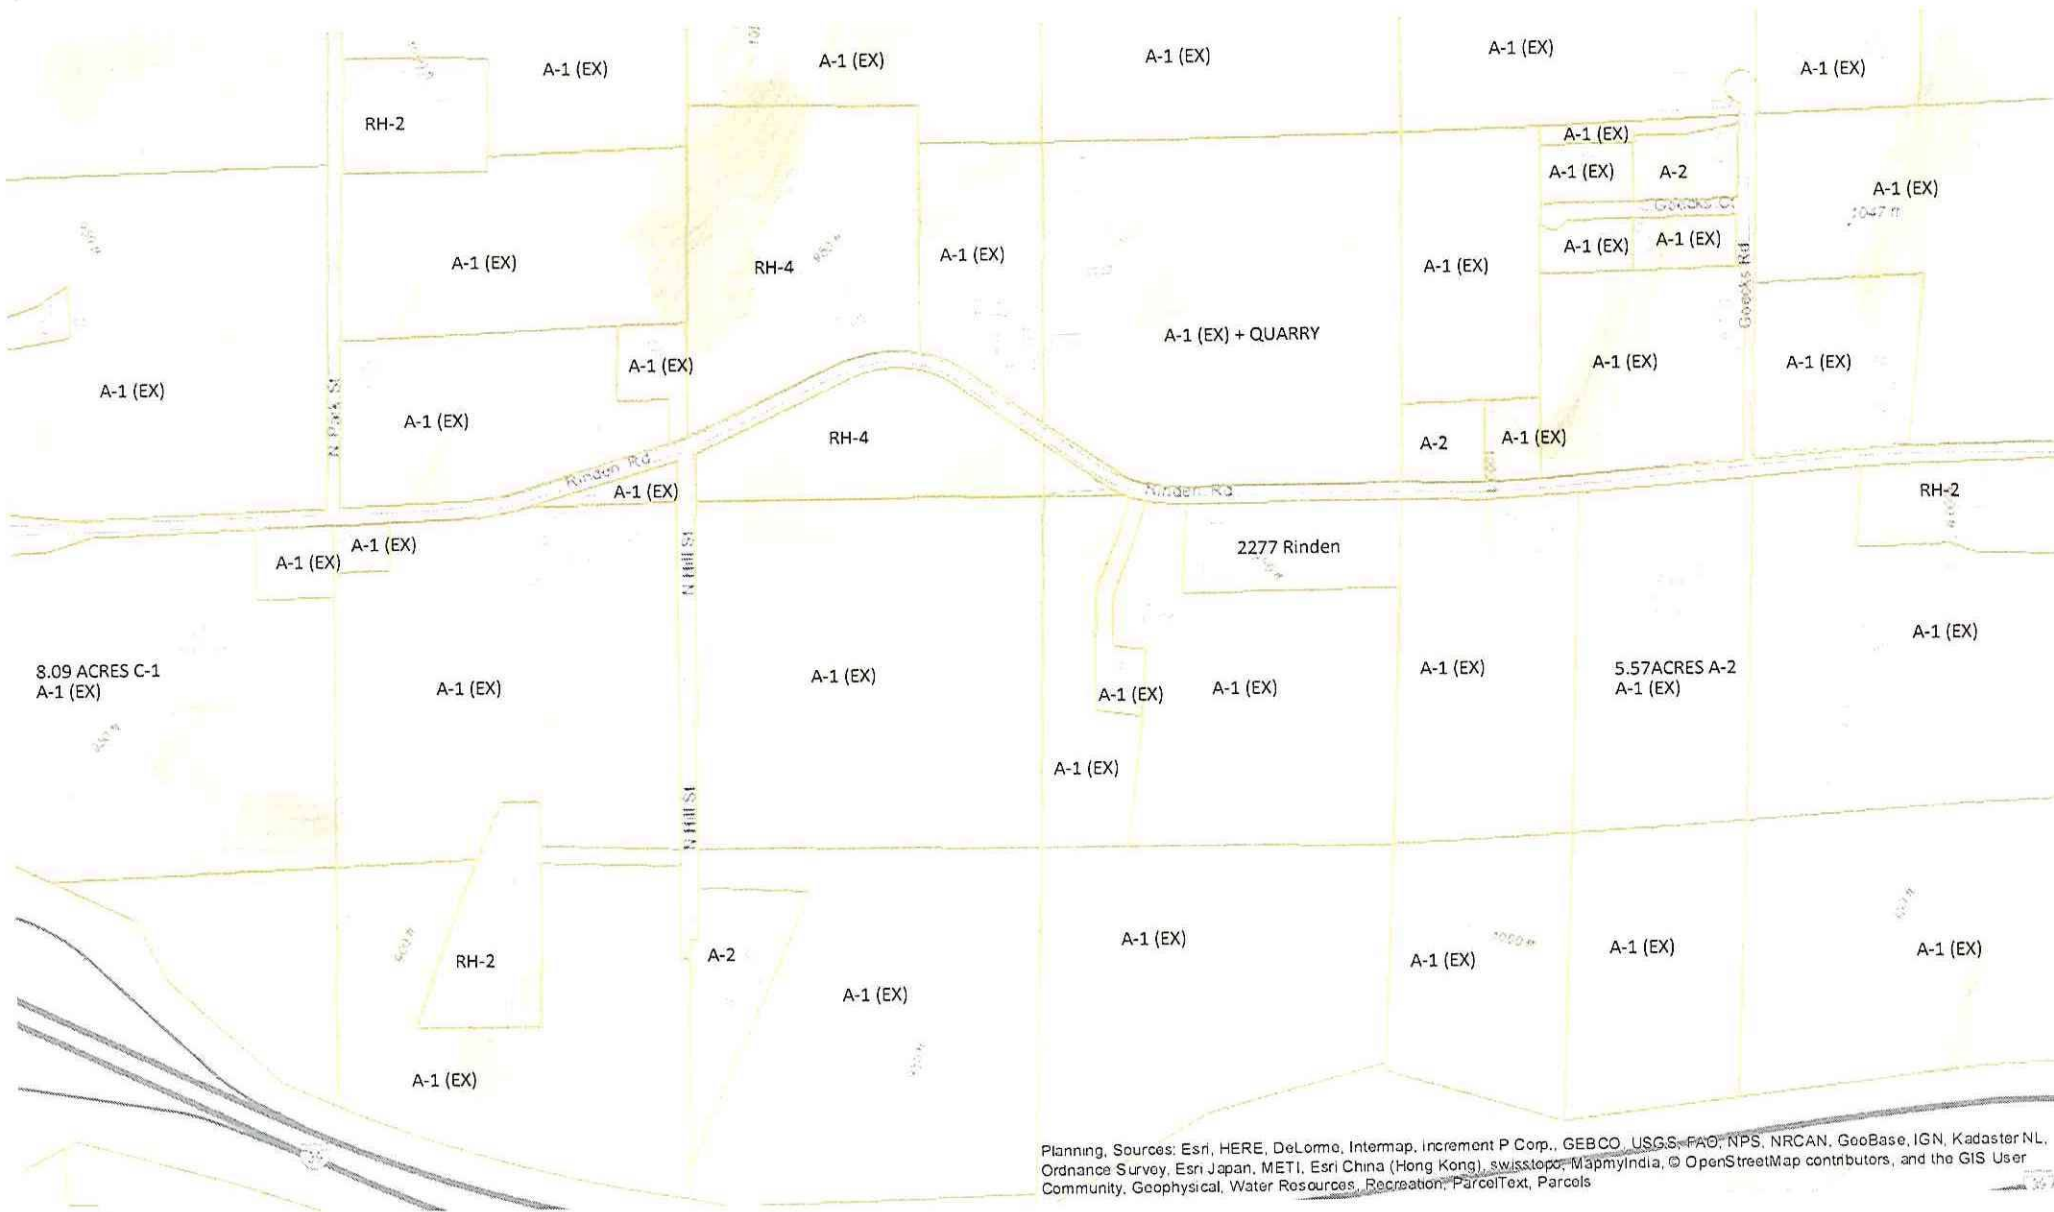 A-1 (EX)
A-1 (EX)
A-1 (EX)
A-1 (EX)
A-1 (EX)
RH-2
A-1 (EX)
A-1 (EX)
A-2
A-1 (EX)
Goecks Ct
1047 ft
A-1 (EX)
RH-4
A-1 (EX)
A-1 (EX)
A-1 (EX)
A-1 (EX)
Goecks Rd
A-1 (EX) + QUARRY
A-1 (EX)
A-1 (EX)
A-1 (EX)
A-1 (EX)
N Park St
A-1 (EX)
RH-4
A-2
A-1 (EX)
Rinden Rd
A-1 (EX)
Rinden Rd
RH-2
A-1 (EX)
A-1 (EX)
N Hill St
2277 Rinden
8.09 ACRES C-1
A-1 (EX)
A-1 (EX)
A-1 (EX)
A-1 (EX)
A-1 (EX)
A-1 (EX)
5.57ACRES A-2
A-1 (EX)
A-1 (EX)
A-1 (EX)
N Hill St
RH-2
A-2
A-1 (EX)
A-1 (EX)
A-1 (EX)
A-1 (EX)
A-1 (EX)
A-1 (EX)
Planning, Sources: Esri, HERE, DeLorme, Intermap, increment P Corp., GEBCO, USGS, FAO, NPS, NRCAN, GeoBase, IGN, Kadaster NL,
Ordnance Survey, Esri Japan, METI, Esri China (Hong Kong), swisstopo, MapmyIndia, © OpenStreetMap contributors, and the GIS User
Community, Geophysical, Water Resources, Recreation, ParcelText, Parcels